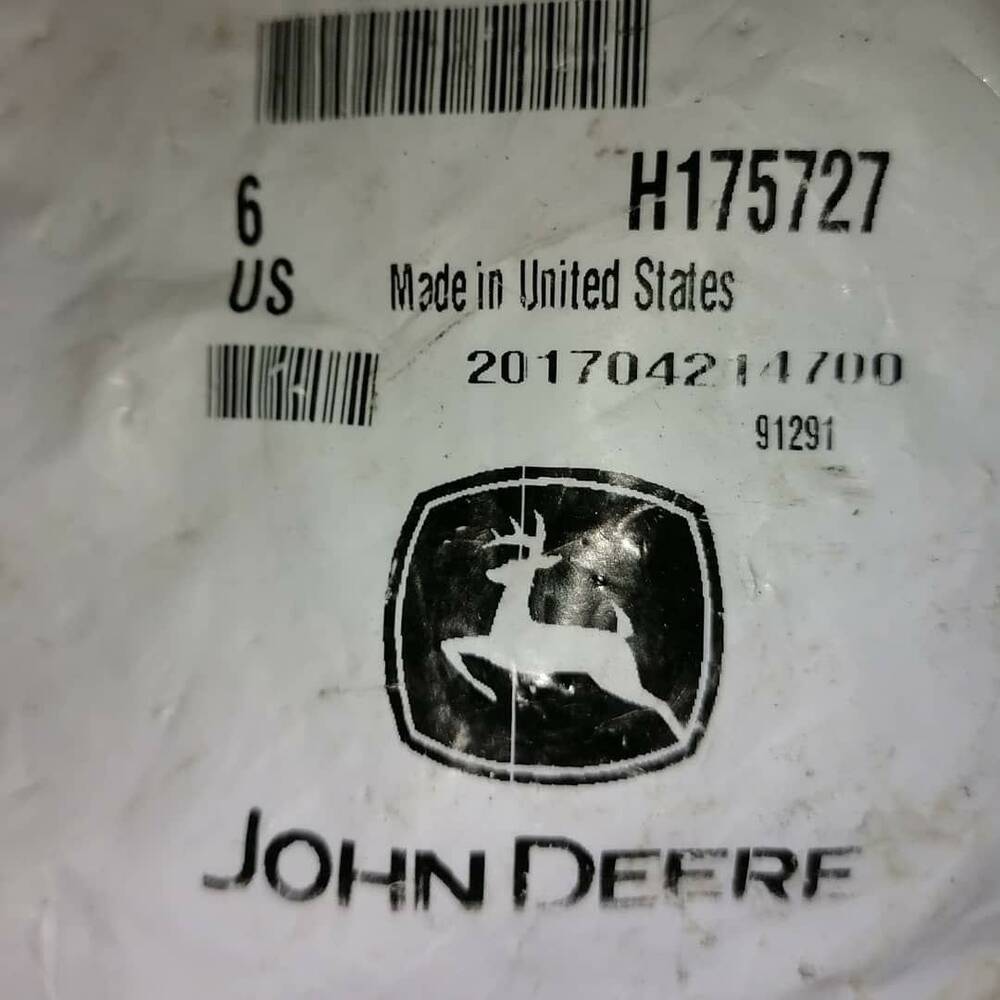 6 H175727
US Made in United States
201704214700
91291
JOHN DEERE